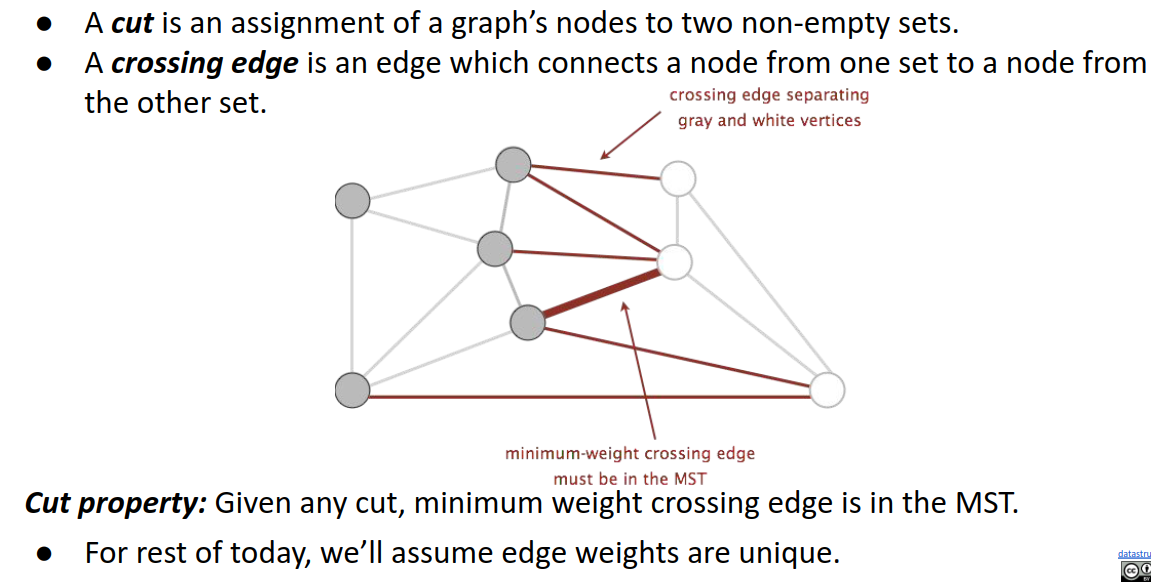 ● A cut is an assignment of a graph’s nodes to two non-empty sets.
● A crossing edge is an edge which connects a node from one set to a node from
the other set.
crossing edge separating
gray and white vertices
minimum-weight crossing edge
must be in the MST
Cut property: Given any cut, minimum weight crossing edge is in the MST.
● For rest of today, we’ll assume edge weights are unique.
datastru
cc
BY